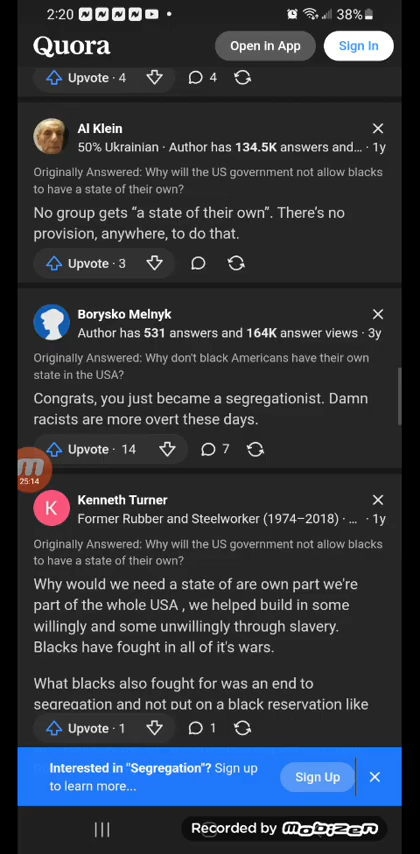 2:20 38%
Quora Open in App Sign In
Upvote · 4 4
Al Klein
50% Ukrainian · Author has 134.5K answers and... · 1y
Originally Answered: Why will the US government not allow blacks
to have a state of their own?
No group gets “a state of their own”. There’s no
provision, anywhere, to do that.
Upvote · 3
Borysko Melnyk
Author has 531 answers and 164K answer views · 3y
Originally Answered: Why don't black Americans have their own
state in the USA?
Congrats, you just became a segregationist. Damn
racists are more overt these days.
Upvote · 14 7
25:14
K
Kenneth Turner
Former Rubber and Steelworker (1974–2018) · ... · 1y
Originally Answered: Why will the US government not allow blacks
to have a state of their own?
Why would we need a state of are own part we're
part of the whole USA , we helped build in some
willingly and some unwillingly through slavery.
Blacks have fought in all of it's wars.
What blacks also fought for was an end to
segregation and not put on a black reservation like
Upvote · 1 1
Interested in "Segregation"? Sign up
to learn more...
Sign Up
Recorded by mobizen